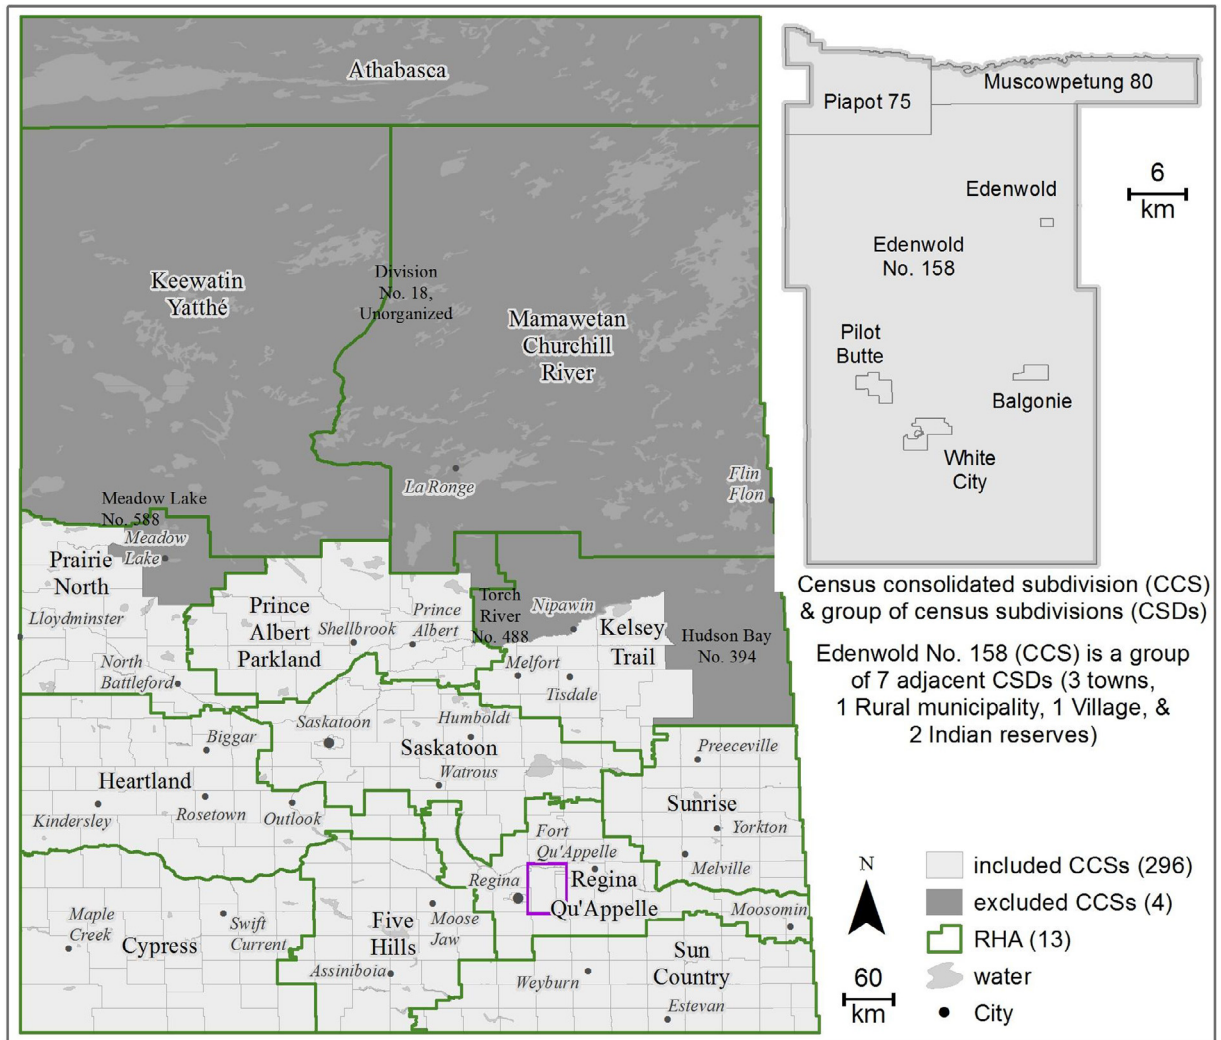 Athabasca
Keewatin
Yatthé
Division
No. 18,
Unorganized
Mamawetan
Churchill
River
La Ronge
Flin
Flon
Meadow Lake
No. 588
Meadow
Lake
Prairie
North
Lloydminster
North
Battleford
Prince
Albert
Parkland
Shellbrook
Prince
Albert
Torch
River
No. 488
Nipawin
Kelsey
Trail
Hudson Bay
No. 394
Melfort
Tisdale
Saskatoon
Humboldt
Saskatoon
Watrous
Biggar
Heartland
Kindersley
Rosetown
Outlook
Preeceville
Sunrise
Yorkton
Melville
Fort
Qu'Appelle
Regina
Regina
Qu'Appelle
Moosomin
Maple
Creek
Swift
Current
Cypress
Five
Hills
Moose
Jaw
Assiniboia
Sun
Country
Weyburn
Estevan
Piapot 75
Muscowpetung 80
Edenwold
Edenwold
No. 158
Pilot
Butte
Balgonie
White
City
6
km
Census consolidated subdivision (CCS)
& group of census subdivisions (CSDs)
Edenwold No. 158 (CCS) is a group
of 7 adjacent CSDs (3 towns,
1 Rural municipality, 1 Village, &
2 Indian reserves)
N
60
km
included CCSs (296)
excluded CCSs (4)
RHA (13)
water
City